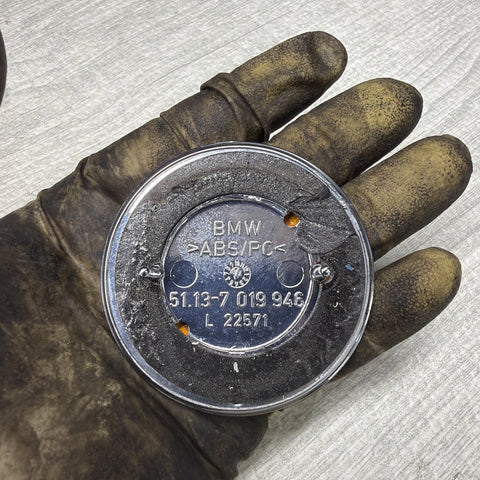 BMW
>ABS/PC<
51.13-7 019 946
L 22571